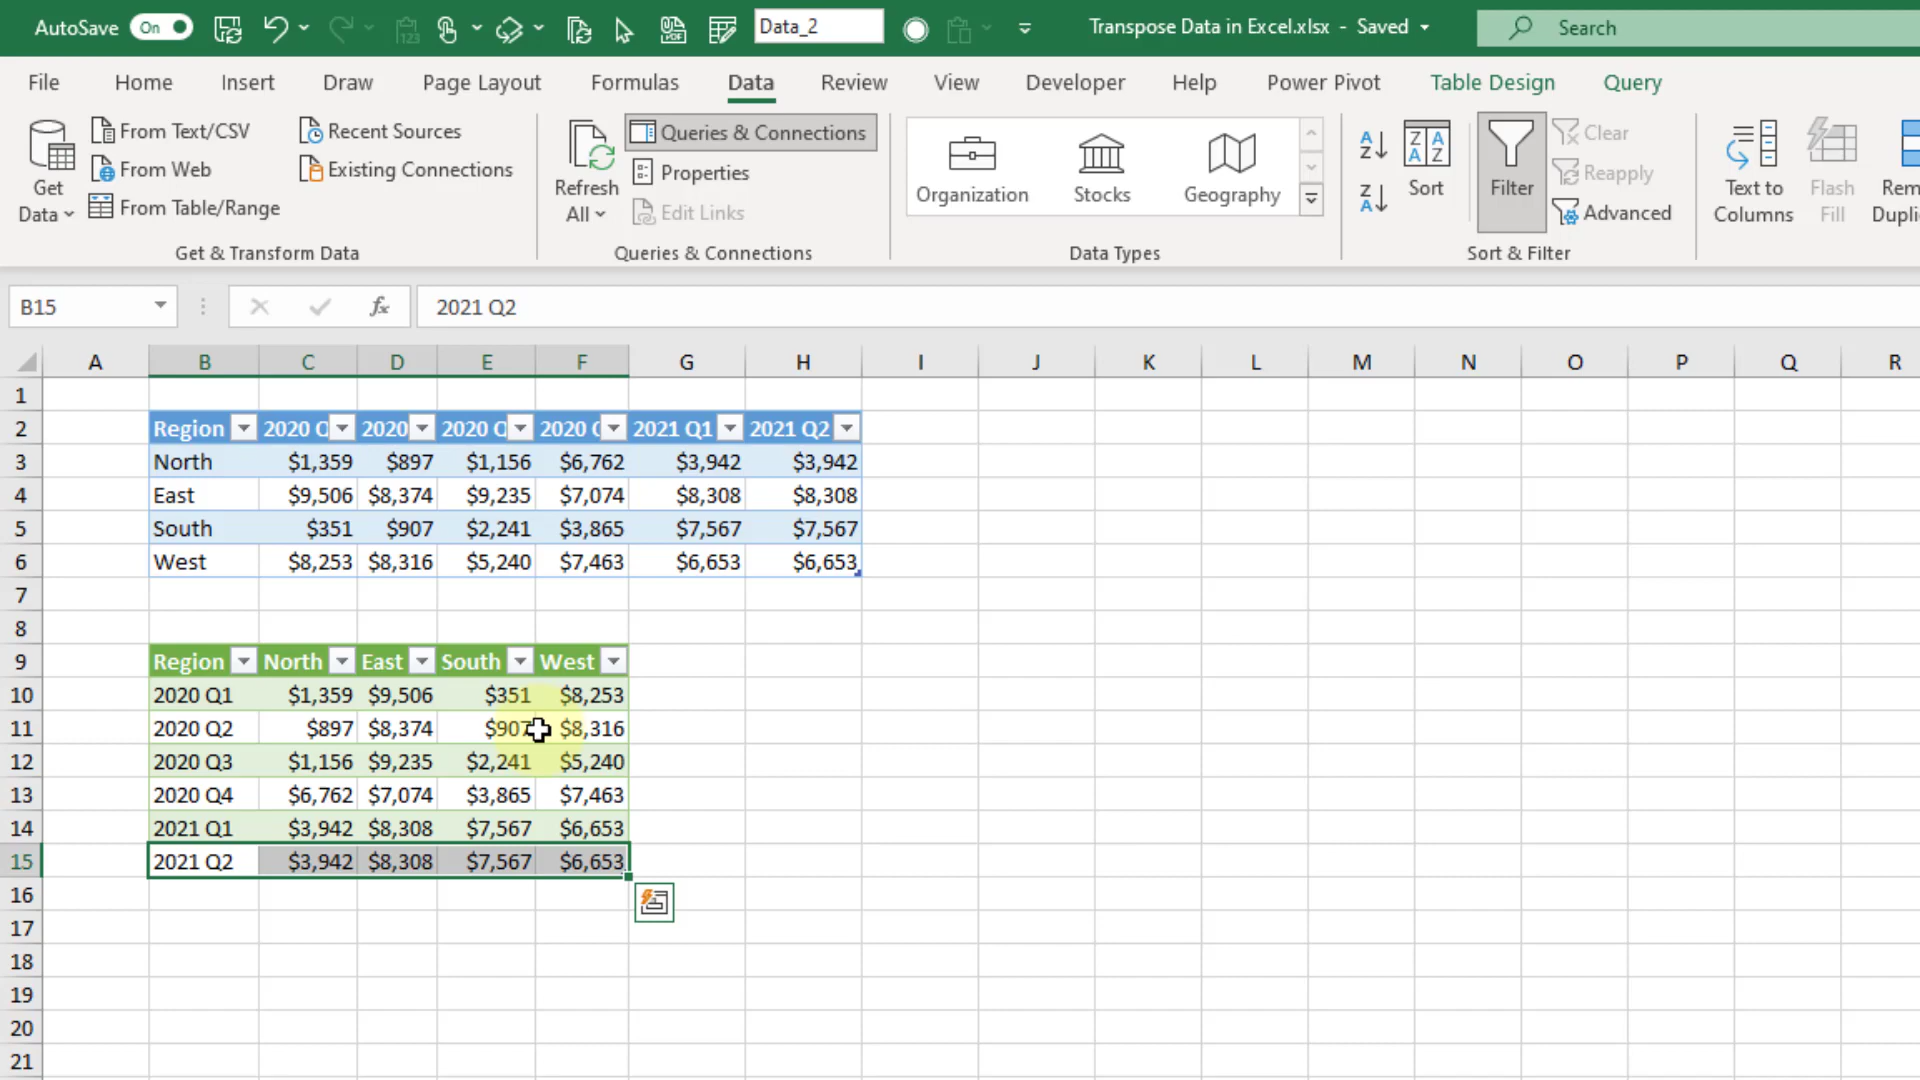 AutoSave On Data_2 Transpose Data in Excel.xlsx - Saved Search
File Home Insert Draw Page Layout Formulas Data Review View Developer Help Power Pivot Table Design Query
From Text/CSV Recent Sources Queries & Connections Clear
From Web Existing Connections Properties Reapply
Get Data From Table/Range Refresh All Edit Links Organization Stocks Geography Sort Filter Advanced Text to Columns Flash Fill
Get & Transform Data Queries & Connections Data Types Sort & Filter
B15 fx 2021 Q2
A B C D E F G H I J K L M N O P Q R
1
2 Region 2020 Q 2020 2020 Q 2020 2021 Q1 2021 Q2
3 North $1,359 $897 $1,156 $6,762 $3,942 $3,942
4 East $9,506 $8,374 $9,235 $7,074 $8,308 $8,308
5 South $351 $907 $2,241 $3,865 $7,567 $7,567
6 West $8,253 $8,316 $5,240 $7,463 $6,653 $6,653
7
8
9 Region North East South West
10 2020 Q1 $1,359 $9,506 $351 $8,253
11 2020 Q2 $897 $8,374 $907 $8,316
12 2020 Q3 $1,156 $9,235 $2,241 $5,240
13 2020 Q4 $6,762 $7,074 $3,865 $7,463
14 2021 Q1 $3,942 $8,308 $7,567 $6,653
15 2021 Q2 $3,942 $8,308 $7,567 $6,653
16
17
18
19
20
21